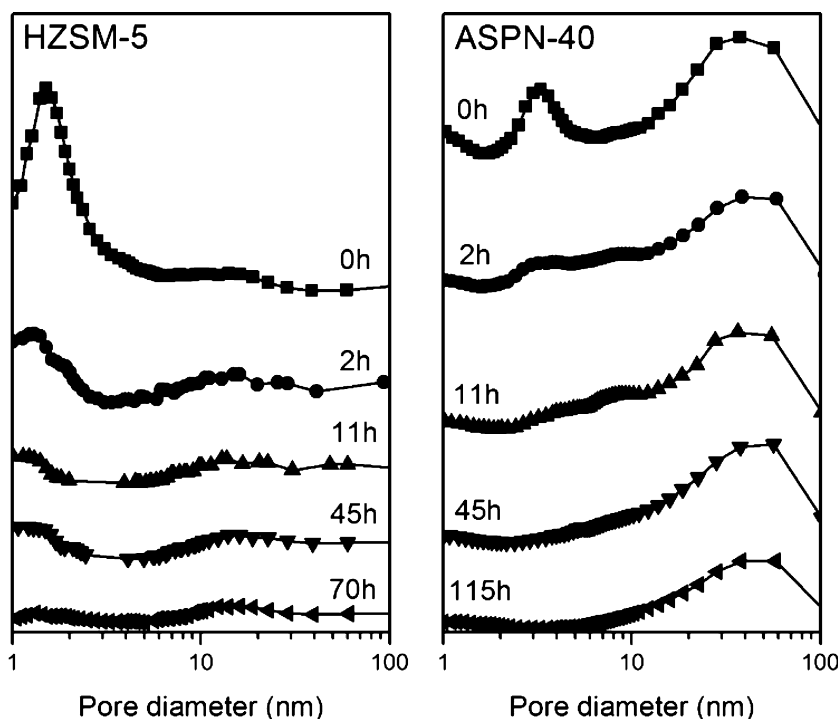 HZSM-5
0h
2h
11h
45h
70h
1 10 100
Pore diameter (nm)
ASPN-40
0h
2h
11h
45h
115h
1 10 100
Pore diameter (nm)